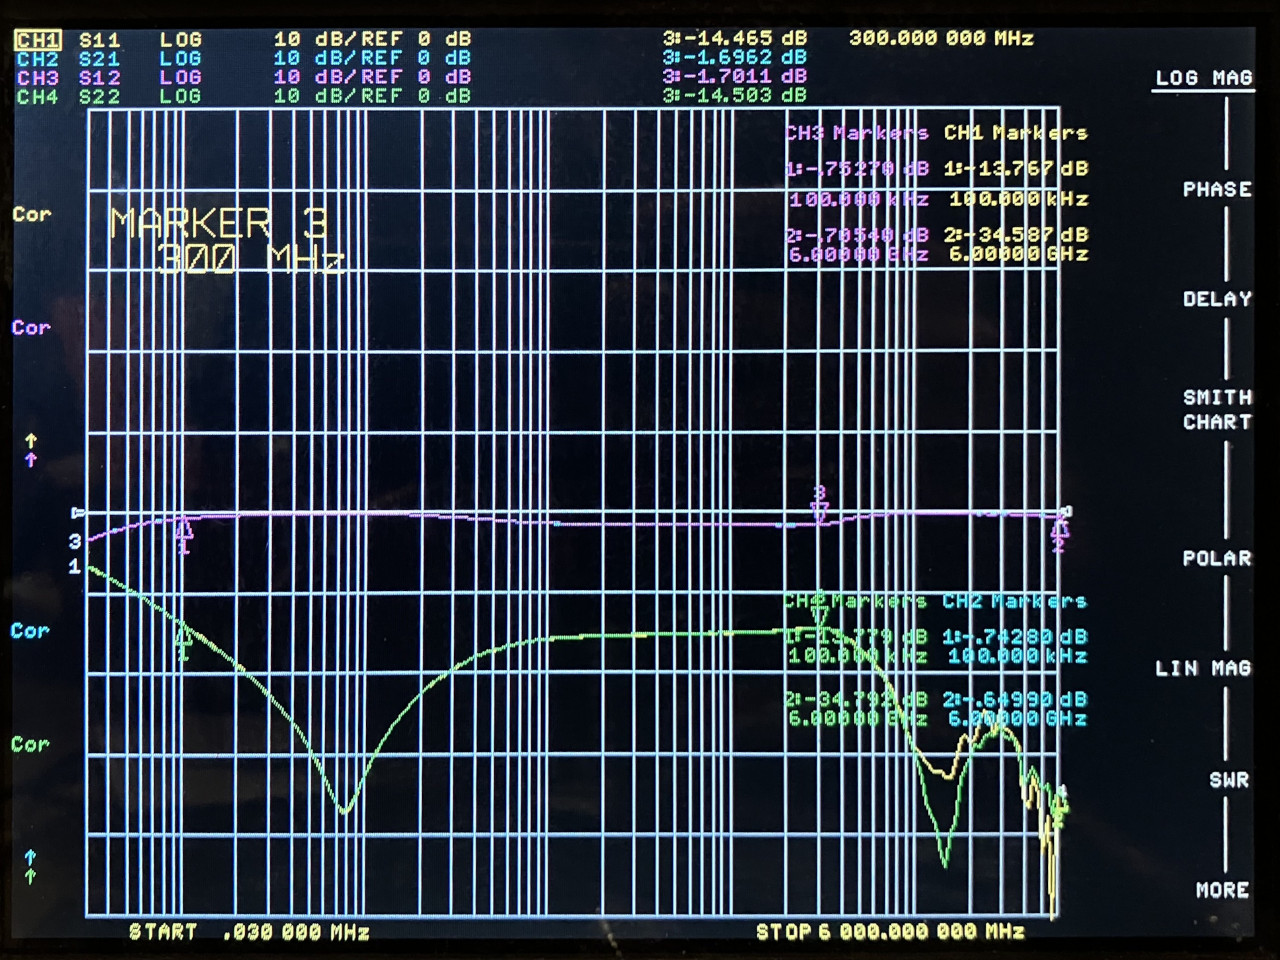 CH1 S11 LOG 10 dB/REF 0 dB 3:-14.465 dB 300.000 000 MHz
CH2 S21 LOG 10 dB/REF 0 dB 3:-1.6962 dB
CH3 S12 LOG 10 dB/REF 0 dB 3:-1.7011 dB
CH4 S22 LOG 10 dB/REF 0 dB 3:-14.503 dB
LOG MAG
CH3 Markers CH1 Markers
1:-.75270 dB 1:-13.767 dB
100.000 kHz 100.000 kHz
2:-.70540 dB 2:-34.587 dB
6.00000 GHz 6.00000 GHz
PHASE
Cor
MARKER 3
300 MHz
DELAY
Cor
SMITH
CHART
3
3
1
1
2
POLAR
CH4 Markers CH2 Markers
1:-13.779 dB 1:-.74280 dB
100.000 kHz 100.000 kHz
2:-34.792 dB 2:-.64990 dB
6.00000 GHz 6.00000 GHz
Cor
1
LIN MAG
Cor
SWR
MORE
START .030 000 MHz STOP 6 000.000 000 MHz